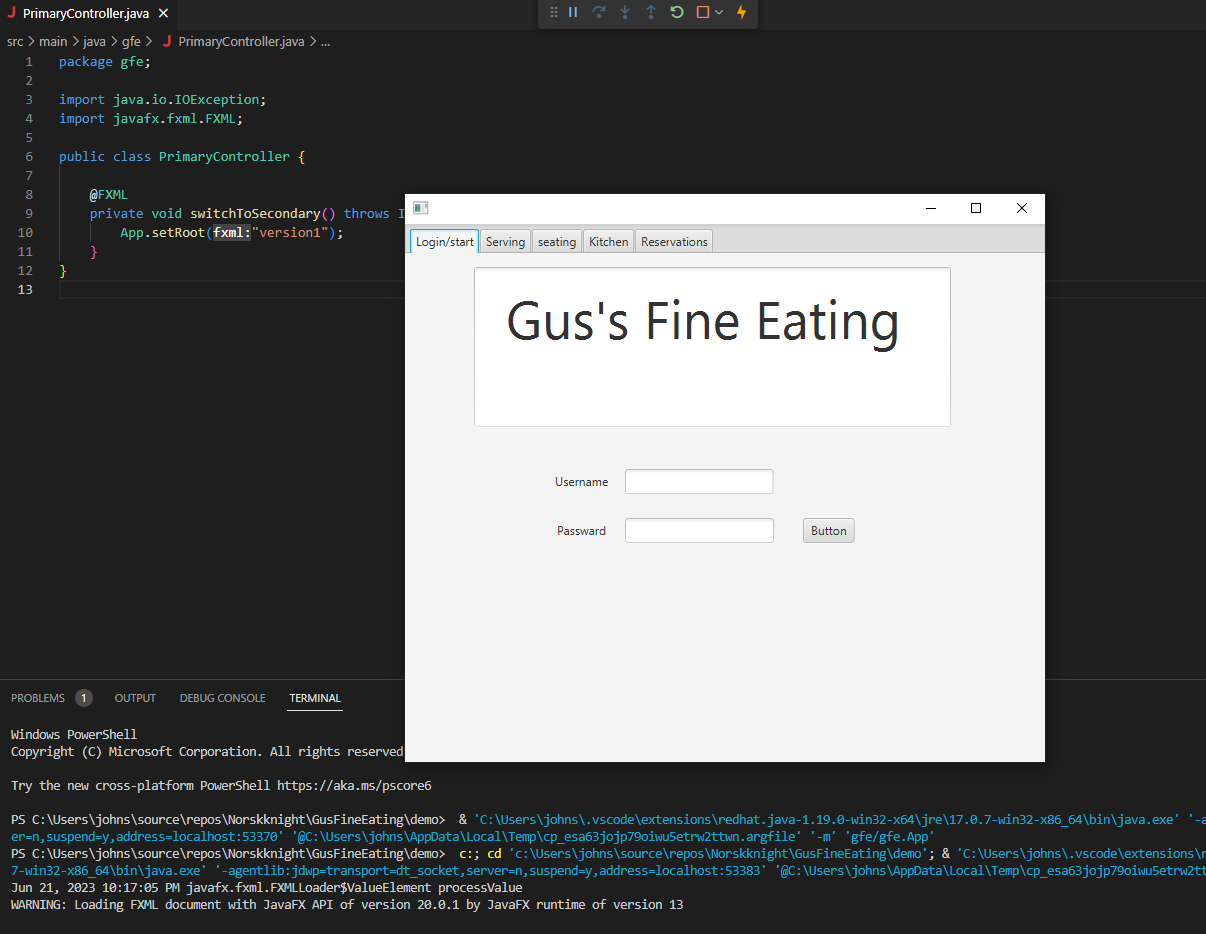 PrimaryController.java
src > main > java > gfe > PrimaryController.java > ...
1 package gfe;
2
3 import java.io.IOException;
4 import javafx.fxml.FXML;
5
6 public class PrimaryController {
7
8 @FXML
9 private void switchToSecondary() throws I
10 App.setRoot(fxml:"version1");
11 }
12 }
13
Login/start Serving seating Kitchen Reservations
Gus's Fine Eating
Username
Passward Button
PROBLEMS 1 OUTPUT DEBUG CONSOLE TERMINAL
Windows PowerShell
Copyright (C) Microsoft Corporation. All rights reserved
Try the new cross-platform PowerShell https://aka.ms/pscore6
PS C:\Users\johns\source\repos\Norskknight\GusFineEating\demo> & 'C:\Users\johns\.vscode\extensions\redhat.java-1.19.0-win32-x64\jre\17.0.7-win32-x86_64\bin\java.exe' '-a
er=n,suspend=y,address=localhost:53370' '@C:\Users\johns\AppData\Local\Temp\cp_esa63jojp79oiwu5etrw2ttwn.argfile' '-m' 'gfe/gfe.App'
PS C:\Users\johns\source\repos\Norskknight\GusFineEating\demo> c:; cd 'c:\Users\johns\source\repos\Norskknight\GusFineEating\demo'; & 'C:\Users\johns\.vscode\extensions\r
7-win32-x86_64\bin\java.exe' '-agentlib:jdwp=transport=dt_socket,server=n,suspend=y,address=localhost:53383' '@C:\Users\johns\AppData\Local\Temp\cp_esa63jojp79oiwu5etrw2tt
Jun 21, 2023 10:17:05 PM javafx.fxml.FXMLLoader$ValueElement processValue
WARNING: Loading FXML document with JavaFX API of version 20.0.1 by JavaFX runtime of version 13